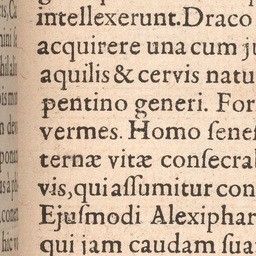 intellexerunt. Draco
acquirere una cum ju
aquilis & cervis natu
pentino generi. For
vermes. Homo ſeneſ
ternæ vitæ conſecra
vis, qui aſſumitur con
Ejuſmodi Alexiphar
qui jam caudam ſua